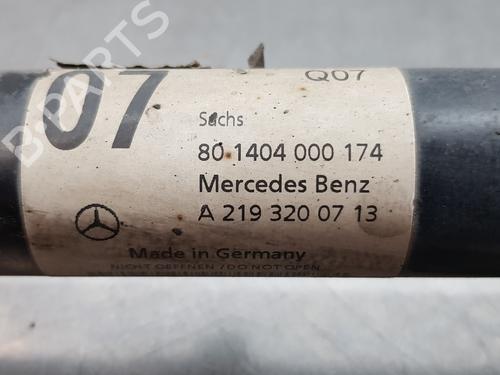 07
Q07
Sachs
80 1404 000 174
Mercedes Benz
A 219 320 07 13
Made in Germany
NICHT OEFFNEN / DO NOT OPEN
B-PARTS